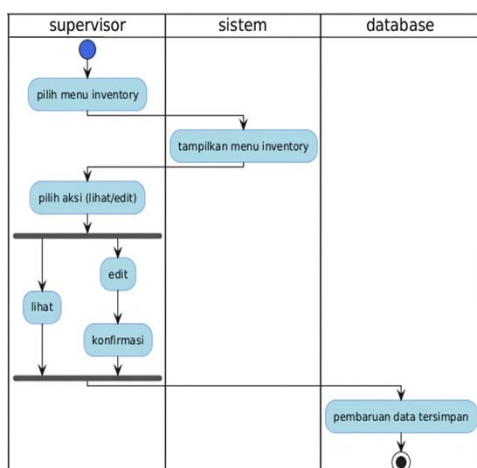 supervisor
sistem
database
pilih menu inventory
tampilkan menu inventory
pilih aksi (lihat/edit)
edit
lihat
konfirmasi
pembaruan data tersimpan